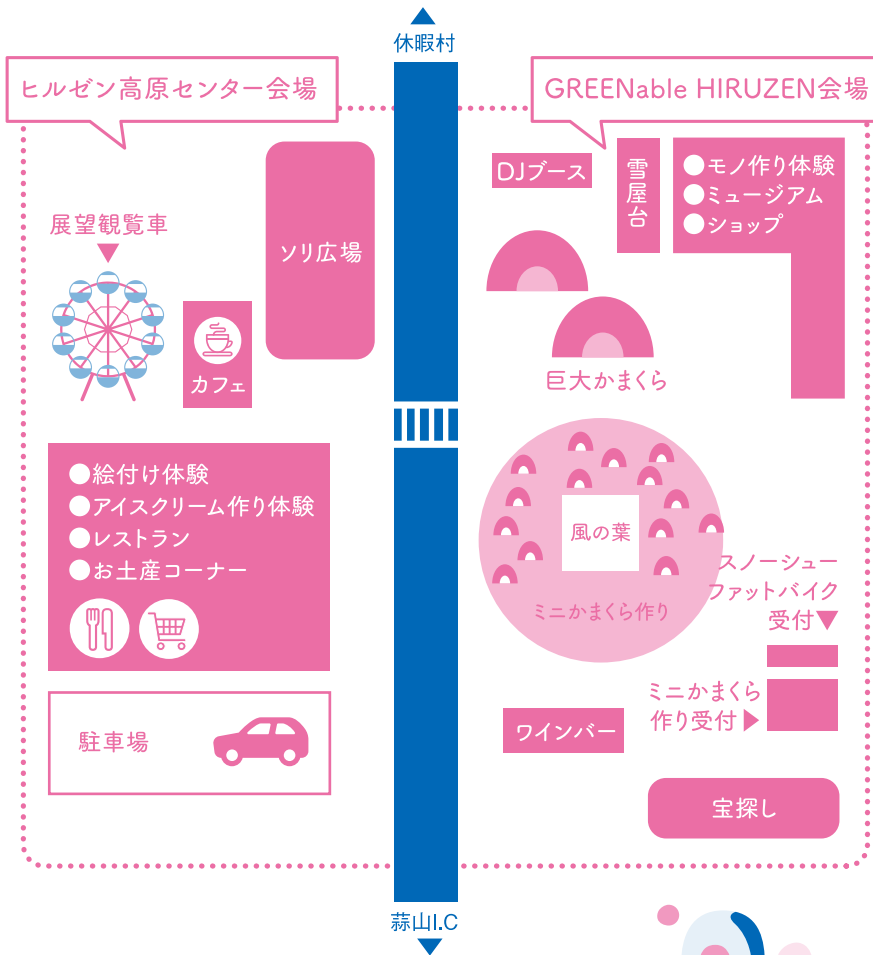 休暇村
ヒルゼン高原センター会場
GREENable HIRUZEN会場
展望観覧車
カフェ
ソリ広場
DJブース
雪屋台
●モノ作り体験
●ミュージアム
●ショップ
巨大かまくら
●絵付け体験
●アイスクリーム作り体験
●レストラン
●お土産コーナー
駐車場
風の葉
ミニかまくら作り
スノーシュー
ファットバイク
受付▼
ミニかまくら
作り受付▶
ワインバー
宝探し
蒜山I.C